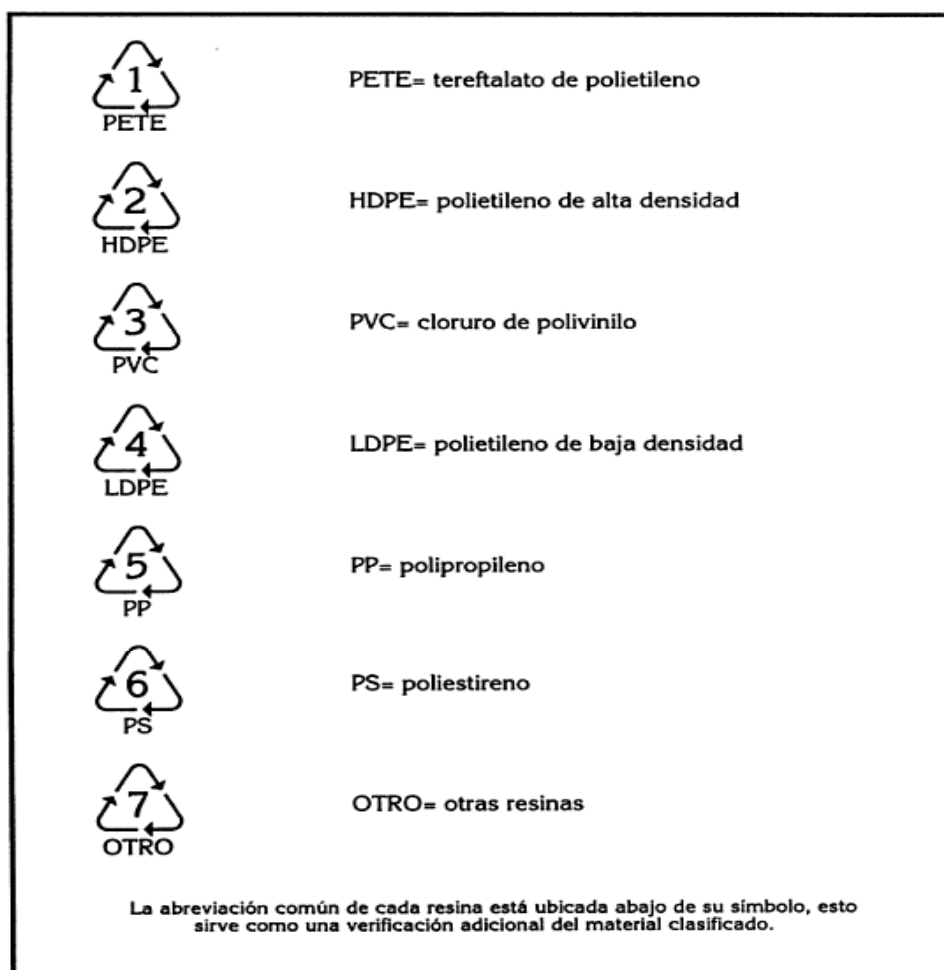 1
PETE
PETE= tereftalato de polietileno
2
HDPE
HDPE= polietileno de alta densidad
3
PVC
PVC= cloruro de polivinilo
4
LDPE
LDPE= polietileno de baja densidad
5
PP
PP= polipropileno
6
PS
PS= poliestireno
7
OTRO
OTRO= otras resinas
La abreviación común de cada resina está ubicada abajo de su símbolo, esto
sirve como una verificación adicional del material clasificado.